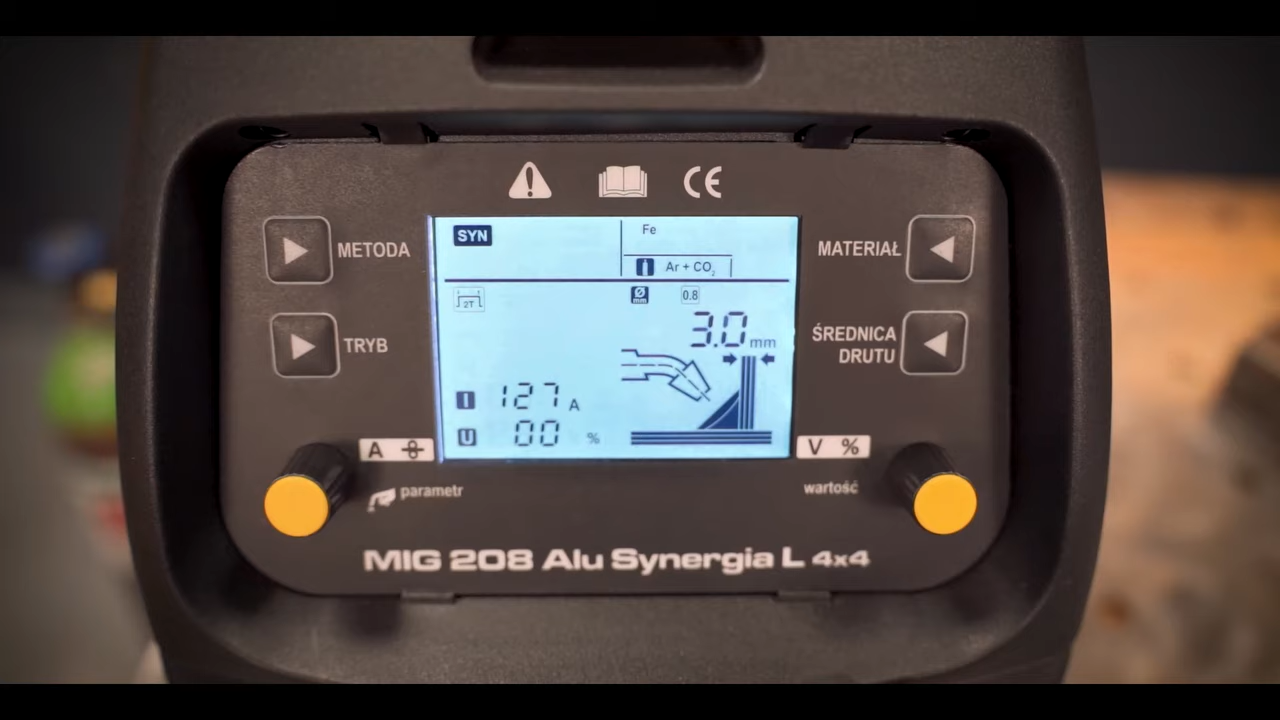 CE
METODA
MATERIAŁ
TRYB
ŚREDNICA
DRUTU
SYN
Fe
Ar + CO₂
2T
Ø
mm
0.8
3.0 mm
I 127 A
U 00 %
A
V %
parametr
wartość
MIG 208 Alu Synergia L 4x4